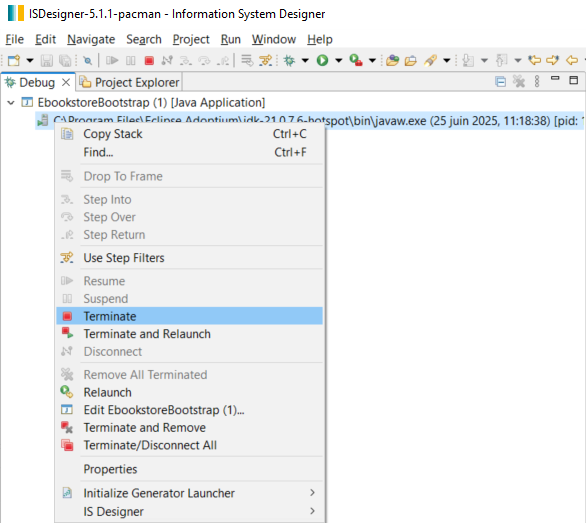 ISDesigner-5.1.1-pacman - Information System Designer
File Edit Navigate Search Project Run Window Help
Debug Project Explorer
EbookstoreBootstrap (1) [Java Application]
C:\Program Files\Eclipse Adoptium\jdk-21.0.7.6-hotspot\bin\javaw.exe (25 juin 2025, 11:18:38) [pid:
Copy Stack Ctrl+C
Find... Ctrl+F
Drop To Frame
Step Into
Step Over
Step Return
Use Step Filters
Resume
Suspend
Terminate
Terminate and Relaunch
Disconnect
Remove All Terminated
Relaunch
Edit EbookstoreBootstrap (1)...
Terminate and Remove
Terminate/Disconnect All
Properties
Initialize Generator Launcher
IS Designer